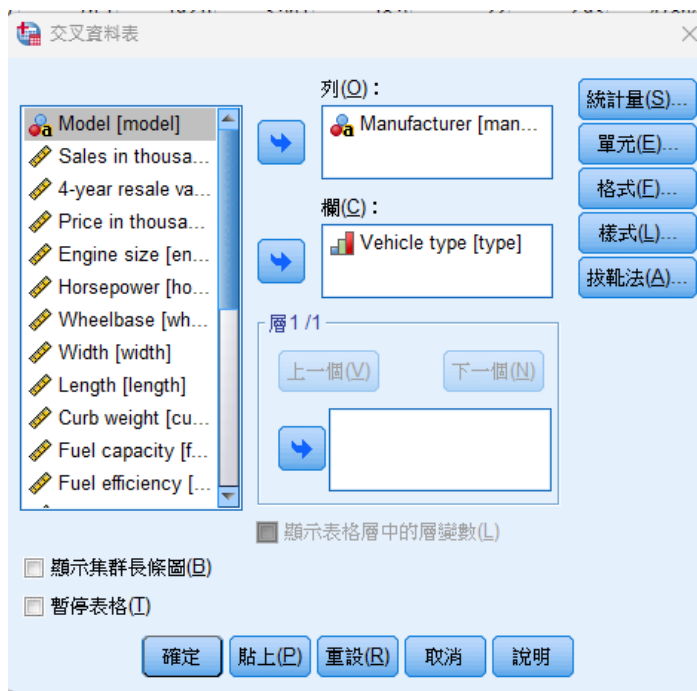 交叉資料表
Model [model]
Sales in thousa...
4-year resale va...
Price in thousa...
Engine size [en...
Horsepower [ho...
Wheelbase [wh...
Width [width]
Length [length]
Curb weight [cu...
Fuel capacity [f...
Fuel efficiency [...
列(O)：
Manufacturer [man...
欄(C)：
Vehicle type [type]
層1 /1
上一個(V)
下一個(N)
顯示表格層中的層變數(L)
統計量(S)...
單元(E)...
格式(F)...
樣式(L)...
拔靴法(A)...
顯示集群長條圖(B)
暫停表格(T)
確定
貼上(P)
重設(R)
取消
說明